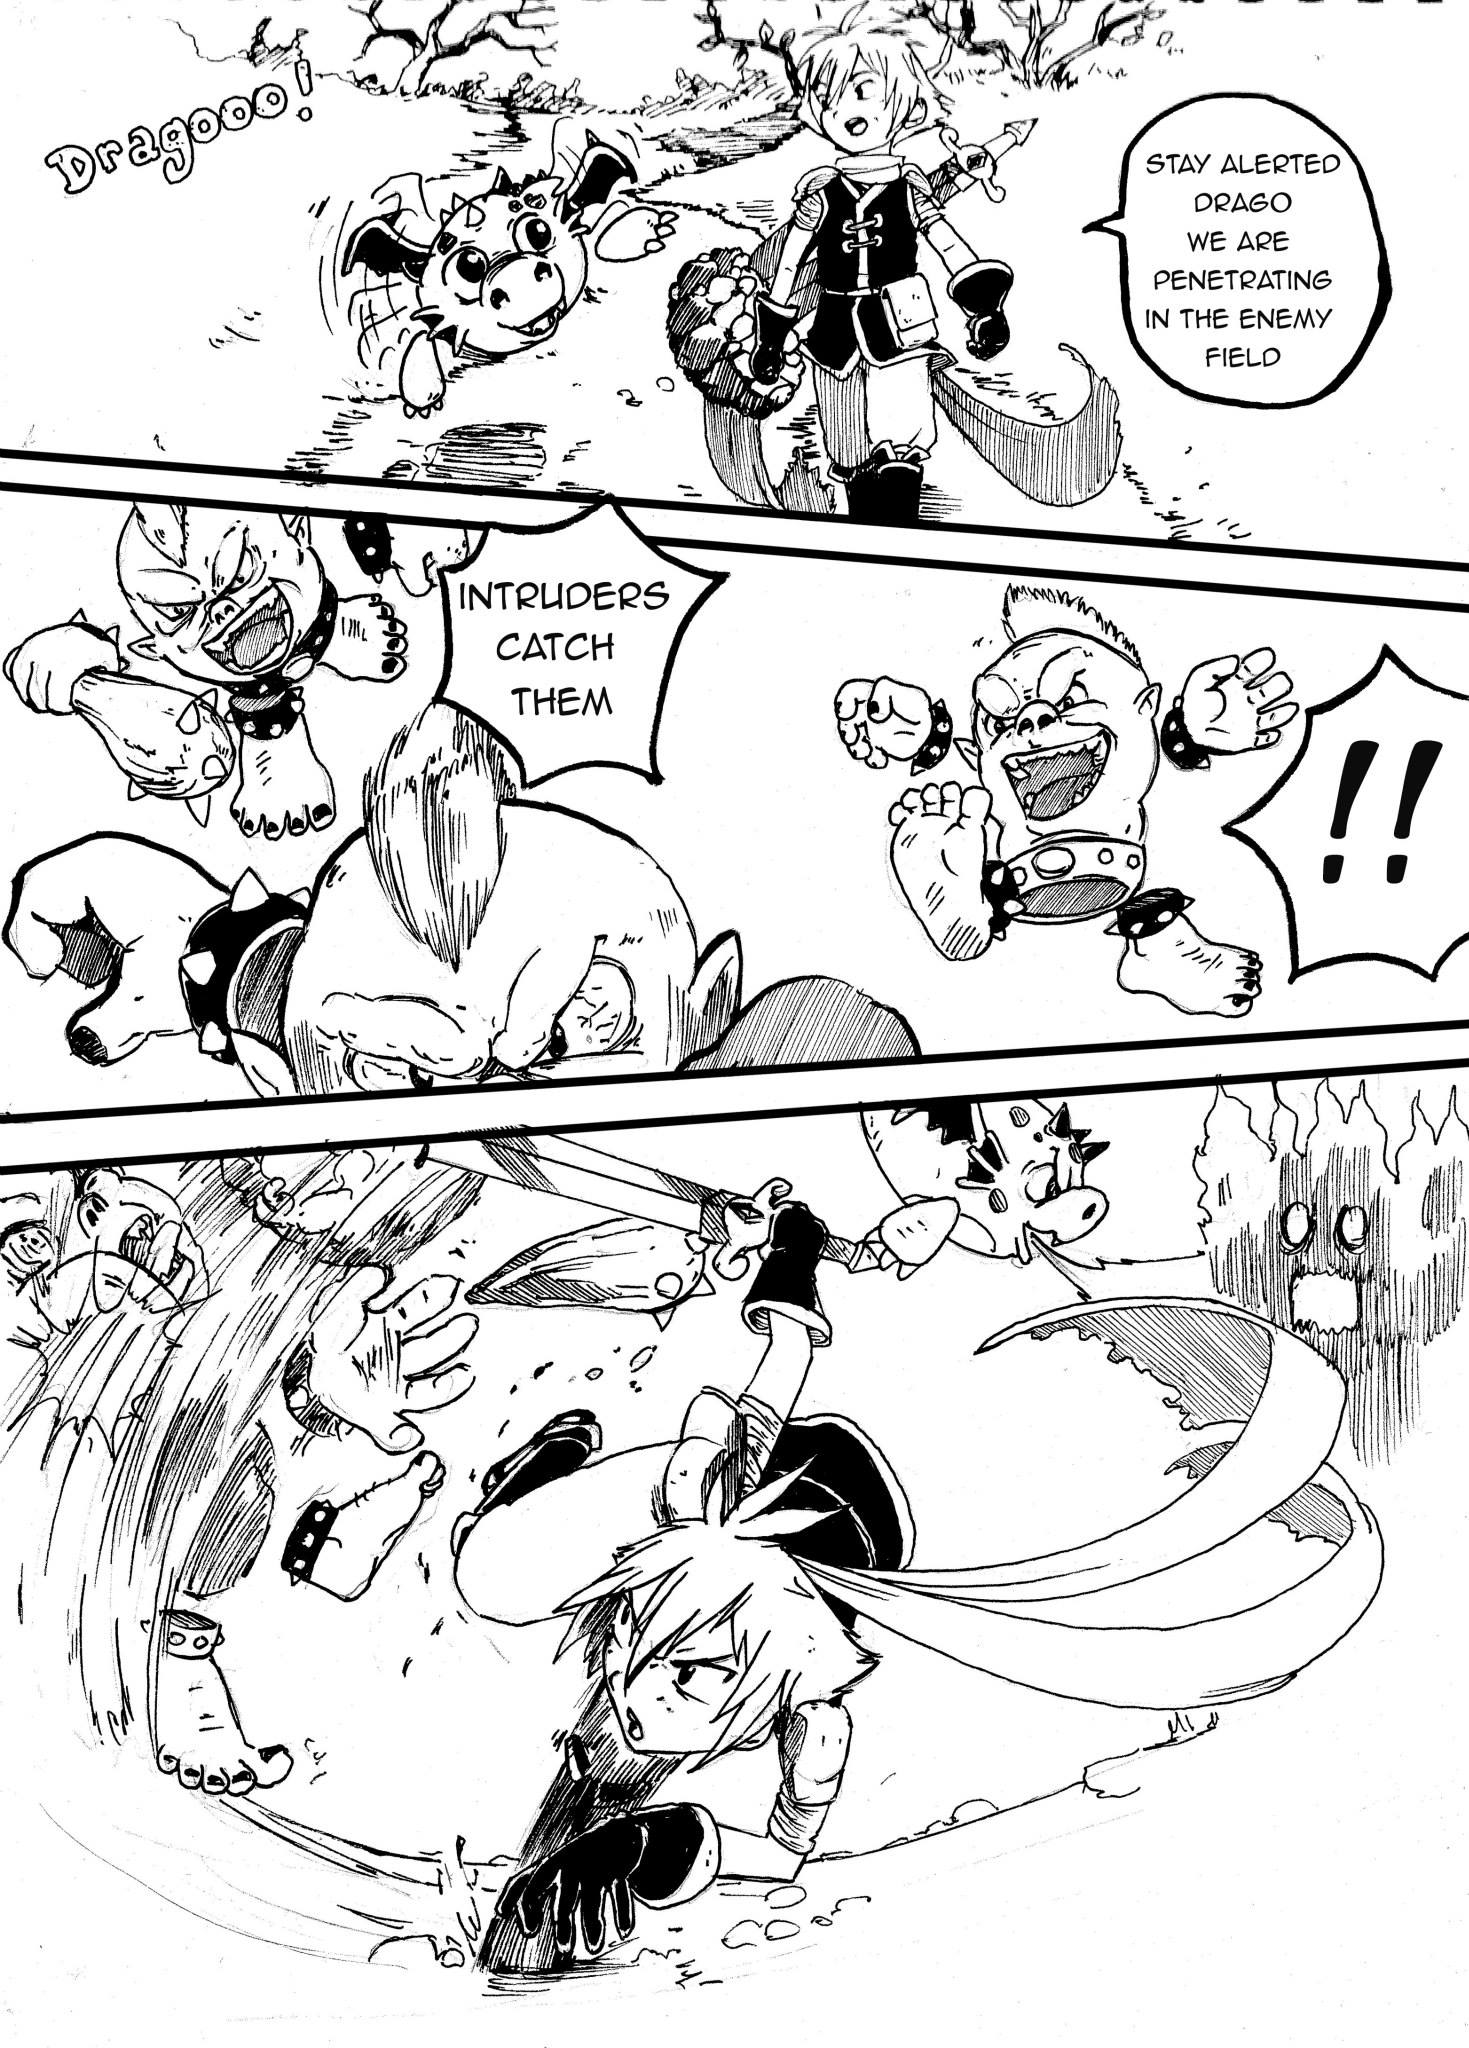 Dragooo!
STAY ALERTED
DRAGO
WE ARE
PENETRATING
IN THE ENEMY
FIELD
INTRUDERS
CATCH
THEM
!!